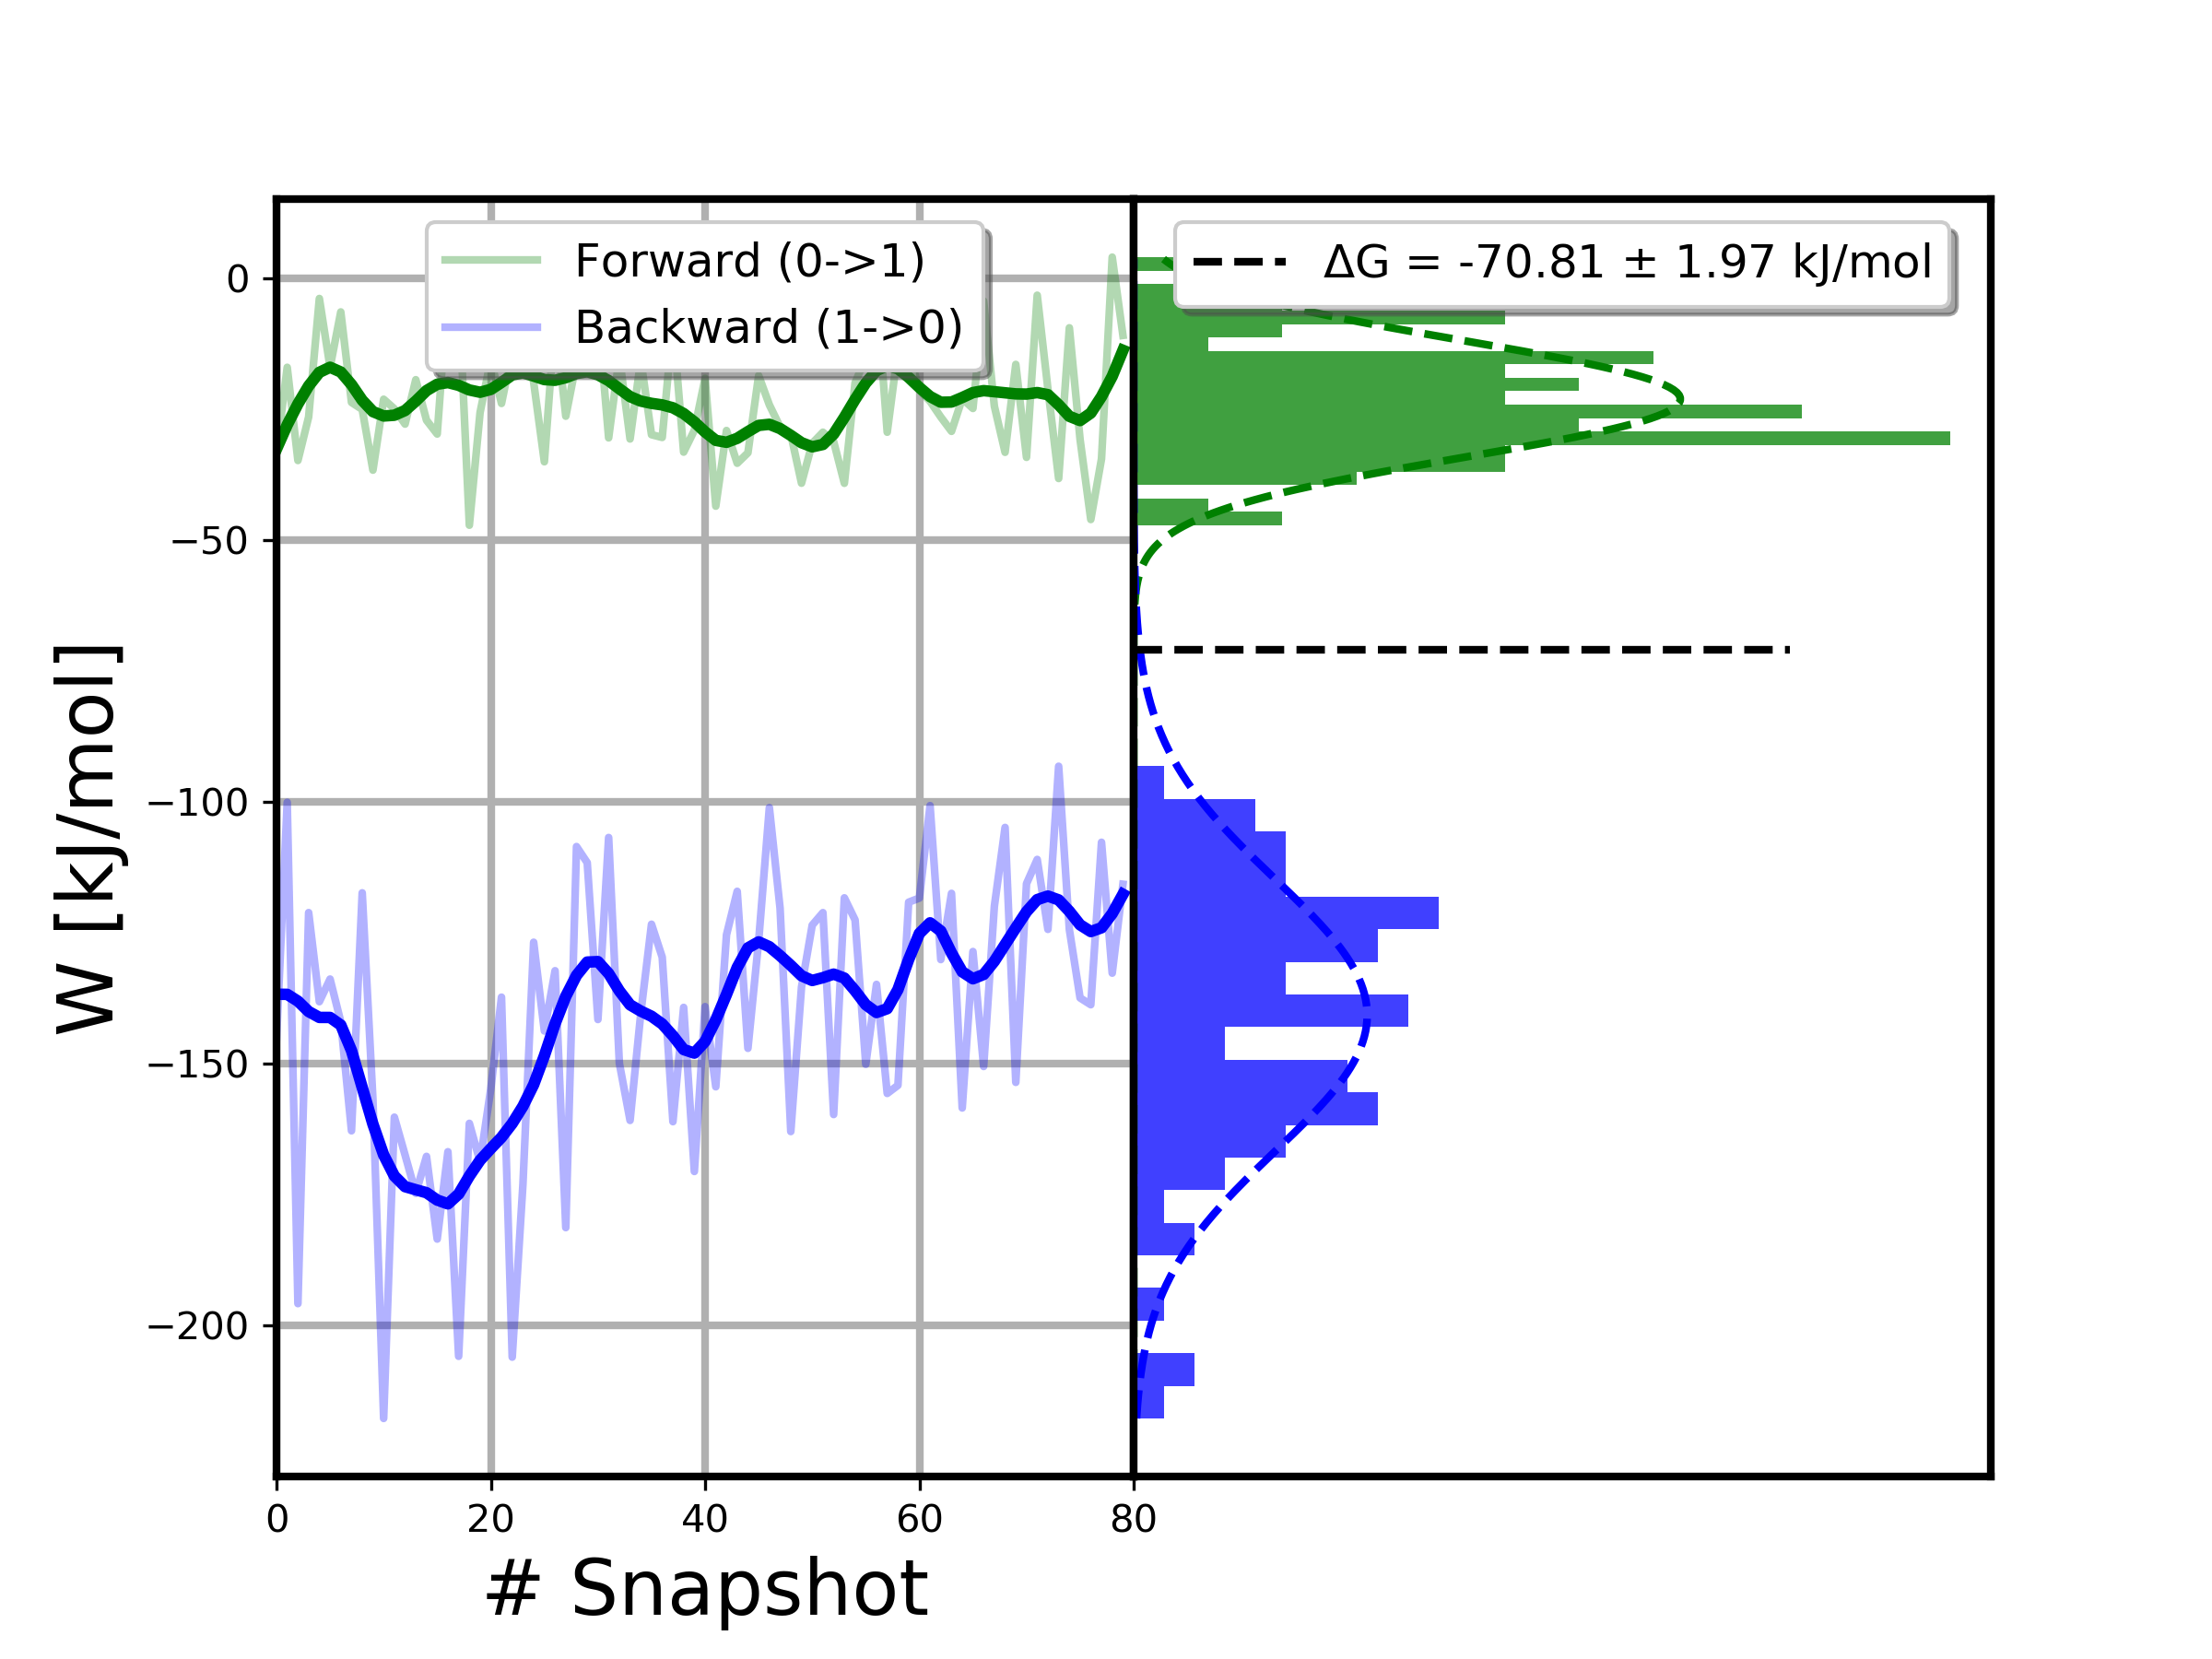 Forward (0->1)
Backward (1->0)
ΔG = -70.81 ± 1.97 kJ/mol
0
−50
−100
−150
−200
W [kJ/mol]
0 20 40 60 80
# Snapshot